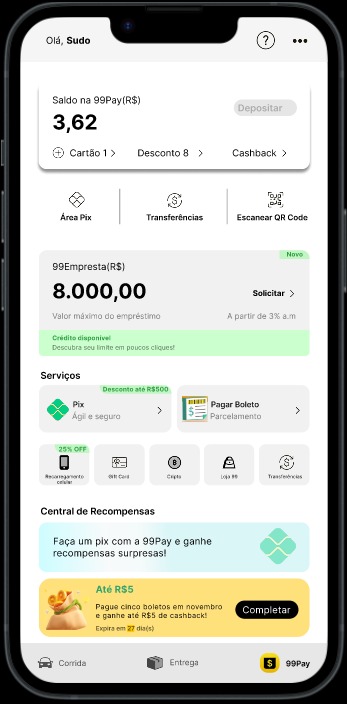 Olá, Sudo
?
Saldo na 99Pay(R$)
Depositar
3,62
Cartão 1 >
Desconto 8 >
Cashback >
Área Pix
Transferências
Escanear QR Code
Novo
99Empresta(R$)
8.000,00
Solicitar >
Valor máximo do empréstimo
A partir de 3% a.m
Crédito disponível
Descubra seu limite em poucos cliques!
Serviços
Desconto até R$500
Pix
Ágil e seguro
Pagar Boleto
Parcelamento
25% OFF
Recarregamento
celular
Gift Card
Cripto
Loja 99
Transferências
Central de Recompensas
Faça um pix com a 99Pay e ganhe
recompensas surpresas!
Até R$5
Pague cinco boletos em novembro
e ganhe até R$5 de cashback!
Expira em 27 dia(s)
Completar
Corrida
Entrega
99Pay